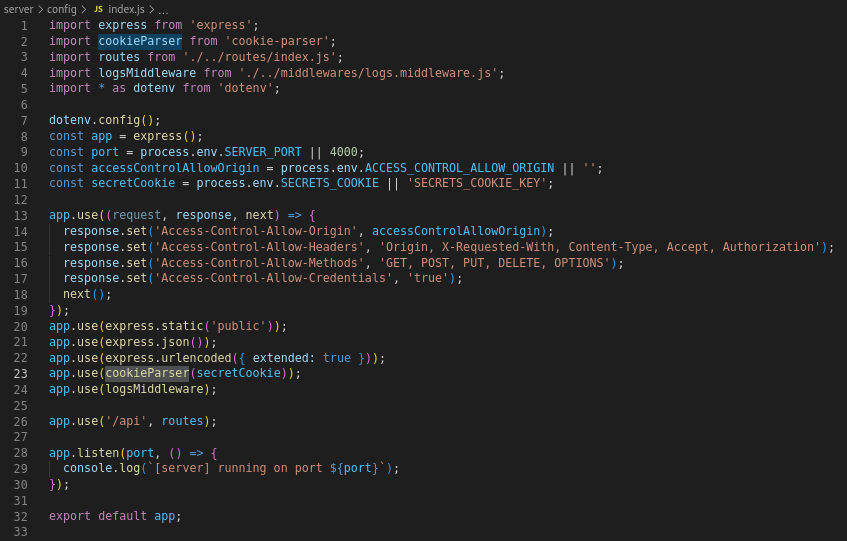 server > config > JS index.js > ...
1 import express from 'express';
2 import cookieParser from 'cookie-parser';
3 import routes from './../routes/index.js';
4 import logsMiddleware from './../middlewares/logs.middleware.js';
5 import * as dotenv from 'dotenv';
6
7 dotenv.config();
8 const app = express();
9 const port = process.env.SERVER_PORT || 4000;
10 const accessControlAllowOrigin = process.env.ACCESS_CONTROL_ALLOW_ORIGIN || '';
11 const secretCookie = process.env.SECRETS_COOKIE || 'SECRETS_COOKIE_KEY';
12
13 app.use((request, response, next) => {
14   response.set('Access-Control-Allow-Origin', accessControlAllowOrigin);
15   response.set('Access-Control-Allow-Headers', 'Origin, X-Requested-With, Content-Type, Accept, Authorization');
16   response.set('Access-Control-Allow-Methods', 'GET, POST, PUT, DELETE, OPTIONS');
17   response.set('Access-Control-Allow-Credentials', 'true');
18   next();
19 });
20 app.use(express.static('public'));
21 app.use(express.json());
22 app.use(express.urlencoded({ extended: true }));
23 app.use(cookieParser(secretCookie));
24 app.use(logsMiddleware);
25
26 app.use('/api', routes);
27
28 app.listen(port, () => {
29   console.log(`[server] running on port ${port}`);
30 });
31
32 export default app;
33